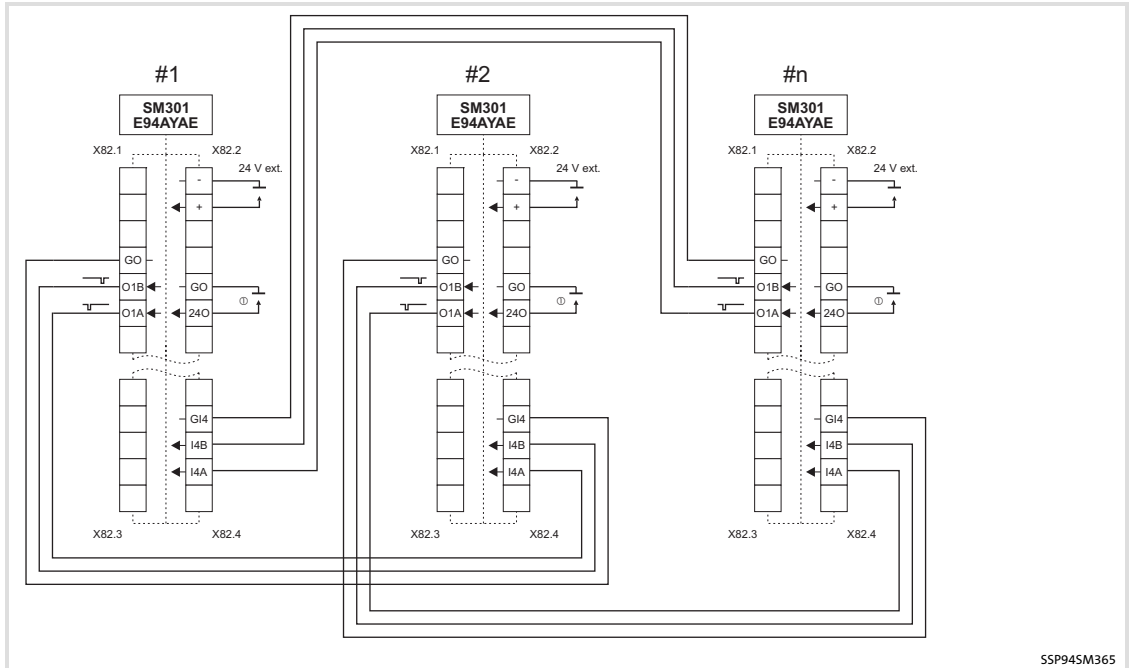 #1
SM301
E94AYAE
X82.1
X82.2
24 V ext.
-
+
GO
O1B
GO
O1A
24O
①
GI4
I4B
I4A
X82.3
X82.4
#2
SM301
E94AYAE
X82.1
X82.2
24 V ext.
-
+
GO
O1B
GO
O1A
24O
①
GI4
I4B
I4A
X82.3
X82.4
#n
SM301
E94AYAE
X82.1
X82.2
24 V ext.
-
+
GO
O1B
GO
O1A
24O
①
GI4
I4B
I4A
X82.3
X82.4
SSP94SM365